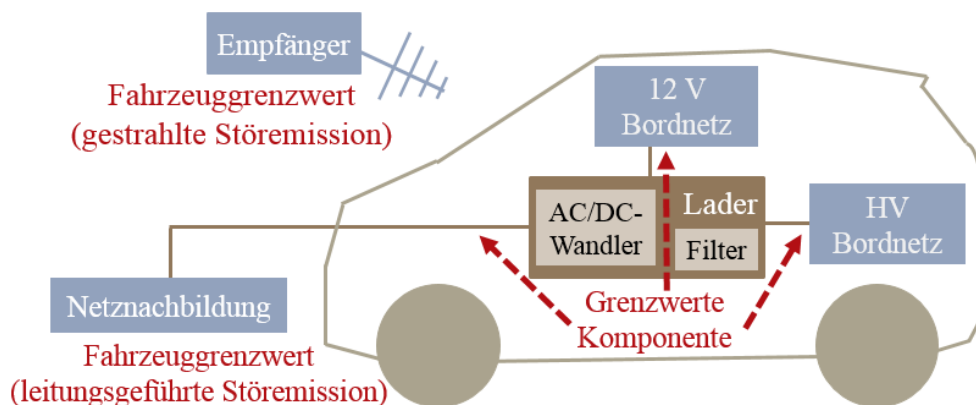 Empfänger
Fahrzeuggrenzwert
(gestrahlte Störemission)
12 V
Bordnetz
AC/DC-
Wandler
Lader
Filter
HV
Bordnetz
Netznachbildung
Grenzwerte
Komponente
Fahrzeuggrenzwert
(leitungsgeführte Störemission)